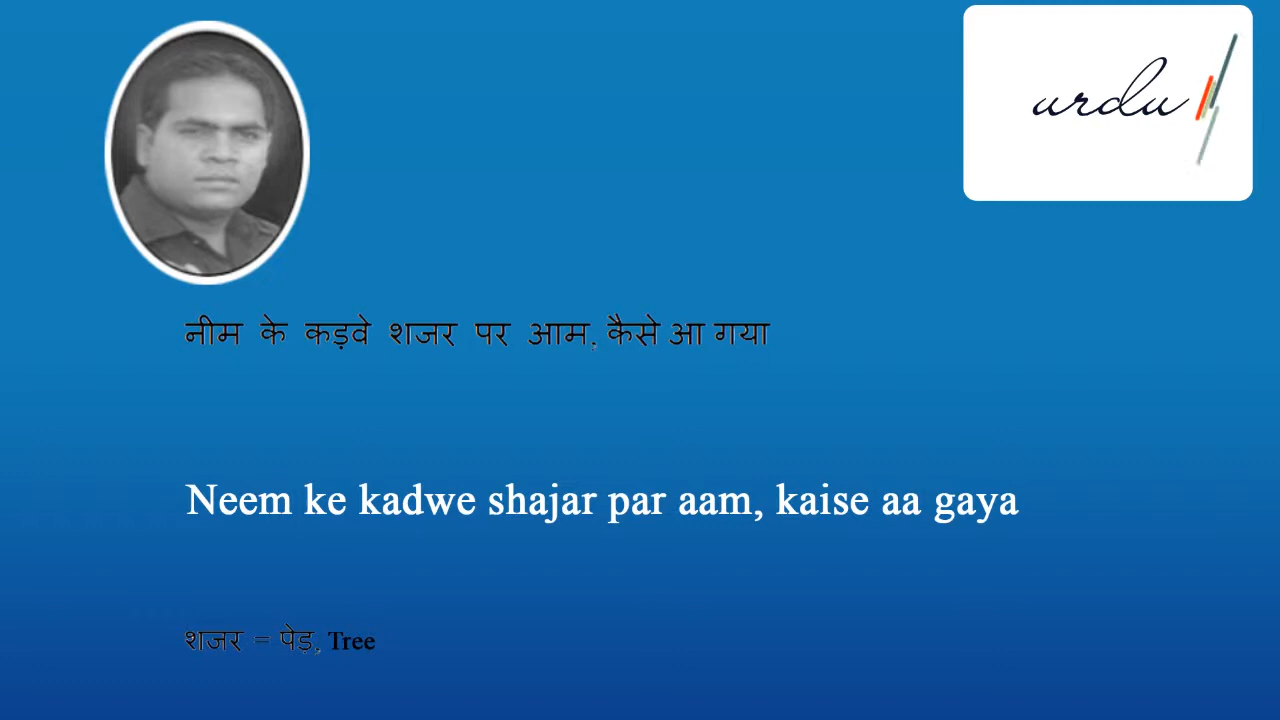 urdu
नीम के कड़वे शजर पर आम, कैसे आ गया
Neem ke kadwe shajar par aam, kaise aa gaya
शजर = पेड़, Tree